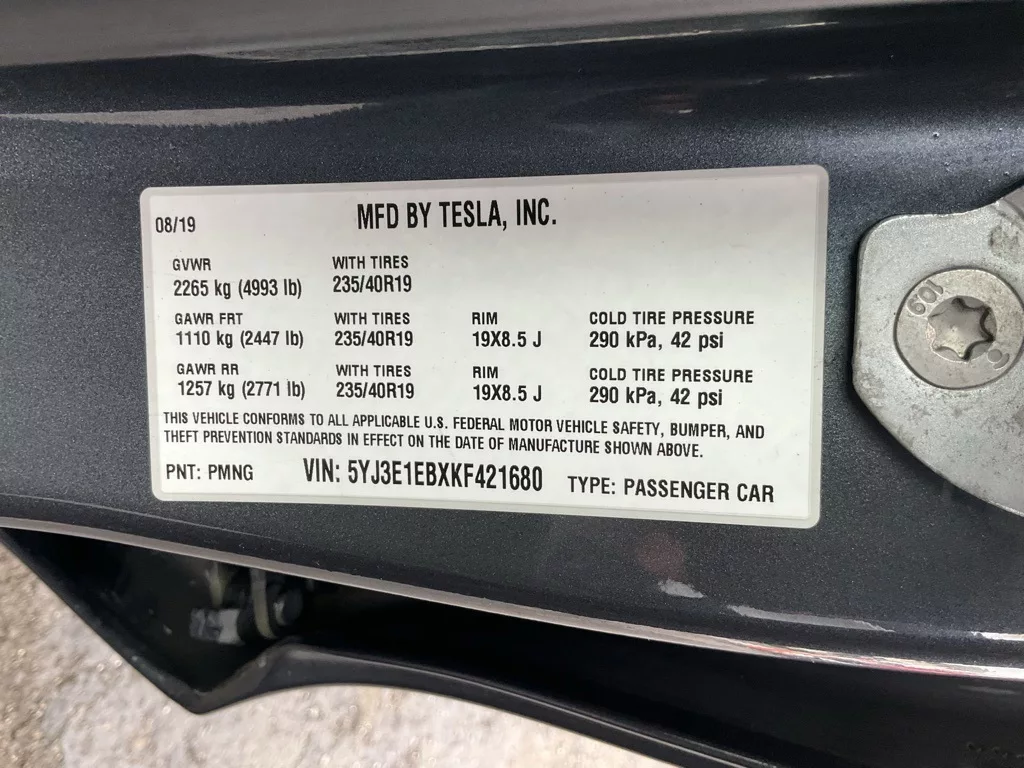 08/19 MFD BY TESLA, INC.
GVWR WITH TIRES
2265 kg (4993 lb) 235/40R19
GAWR FRT WITH TIRES RIM COLD TIRE PRESSURE
1110 kg (2447 lb) 235/40R19 19X8.5 J 290 kPa, 42 psi
GAWR RR WITH TIRES RIM COLD TIRE PRESSURE
1257 kg (2771 lb) 235/40R19 19X8.5 J 290 kPa, 42 psi
THIS VEHICLE CONFORMS TO ALL APPLICABLE U.S. FEDERAL MOTOR VEHICLE SAFETY, BUMPER, AND
THEFT PREVENTION STANDARDS IN EFFECT ON THE DATE OF MANUFACTURE SHOWN ABOVE.
PNT: PMNG VIN: 5YJ3E1EBXKF421680 TYPE: PASSENGER CAR